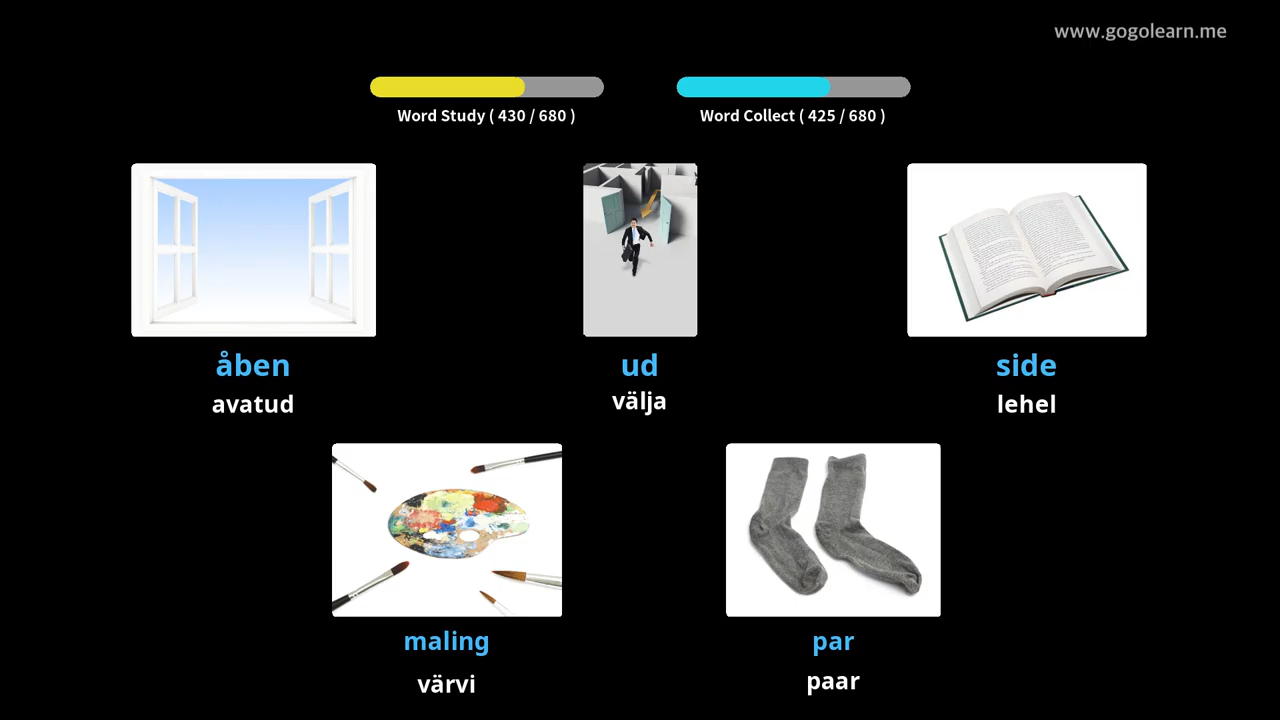 www.gogolearn.me
Word Study ( 430 / 680 )
Word Collect ( 425 / 680 )
åben
avatud
ud
välja
side
lehel
maling
värvi
par
paar